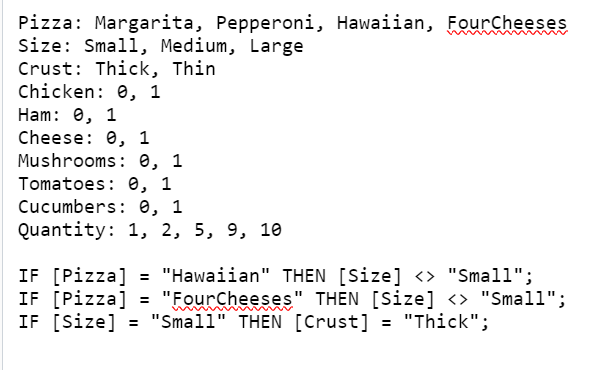 Pizza: Margarita, Pepperoni, Hawaiian, FourCheeses
Size: Small, Medium, Large
Crust: Thick, Thin
Chicken: 0, 1
Ham: 0, 1
Cheese: 0, 1
Mushrooms: 0, 1
Tomatoes: 0, 1
Cucumbers: 0, 1
Quantity: 1, 2, 5, 9, 10
IF [Pizza] = "Hawaiian" THEN [Size] <> "Small";
IF [Pizza] = "FourCheeses" THEN [Size] <> "Small";
IF [Size] = "Small" THEN [Crust] = "Thick";